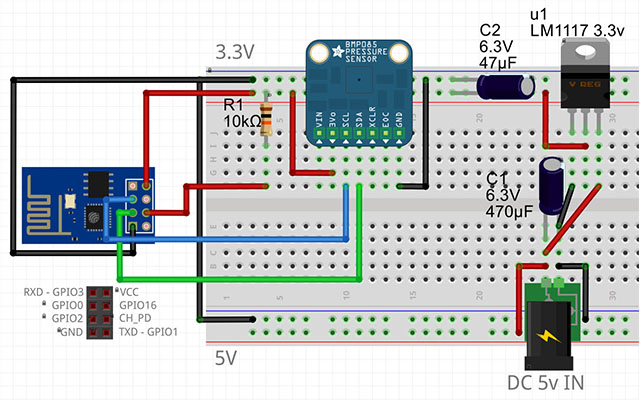 u1
LM1117 3.3v
C2
6.3V
47µF
3.3V
BMP085
PRESSURE
SENSOR
V REG
R1
10kΩ
VIN
3Vo
SCL
SDA
XCLR
EOC
GND
C1
6.3V
470µF
RXD - GPIO3
VCC
GPIO0
GPIO16
GPIO2
CH_PD
GND
TXD - GPIO1
5V
DC 5v IN